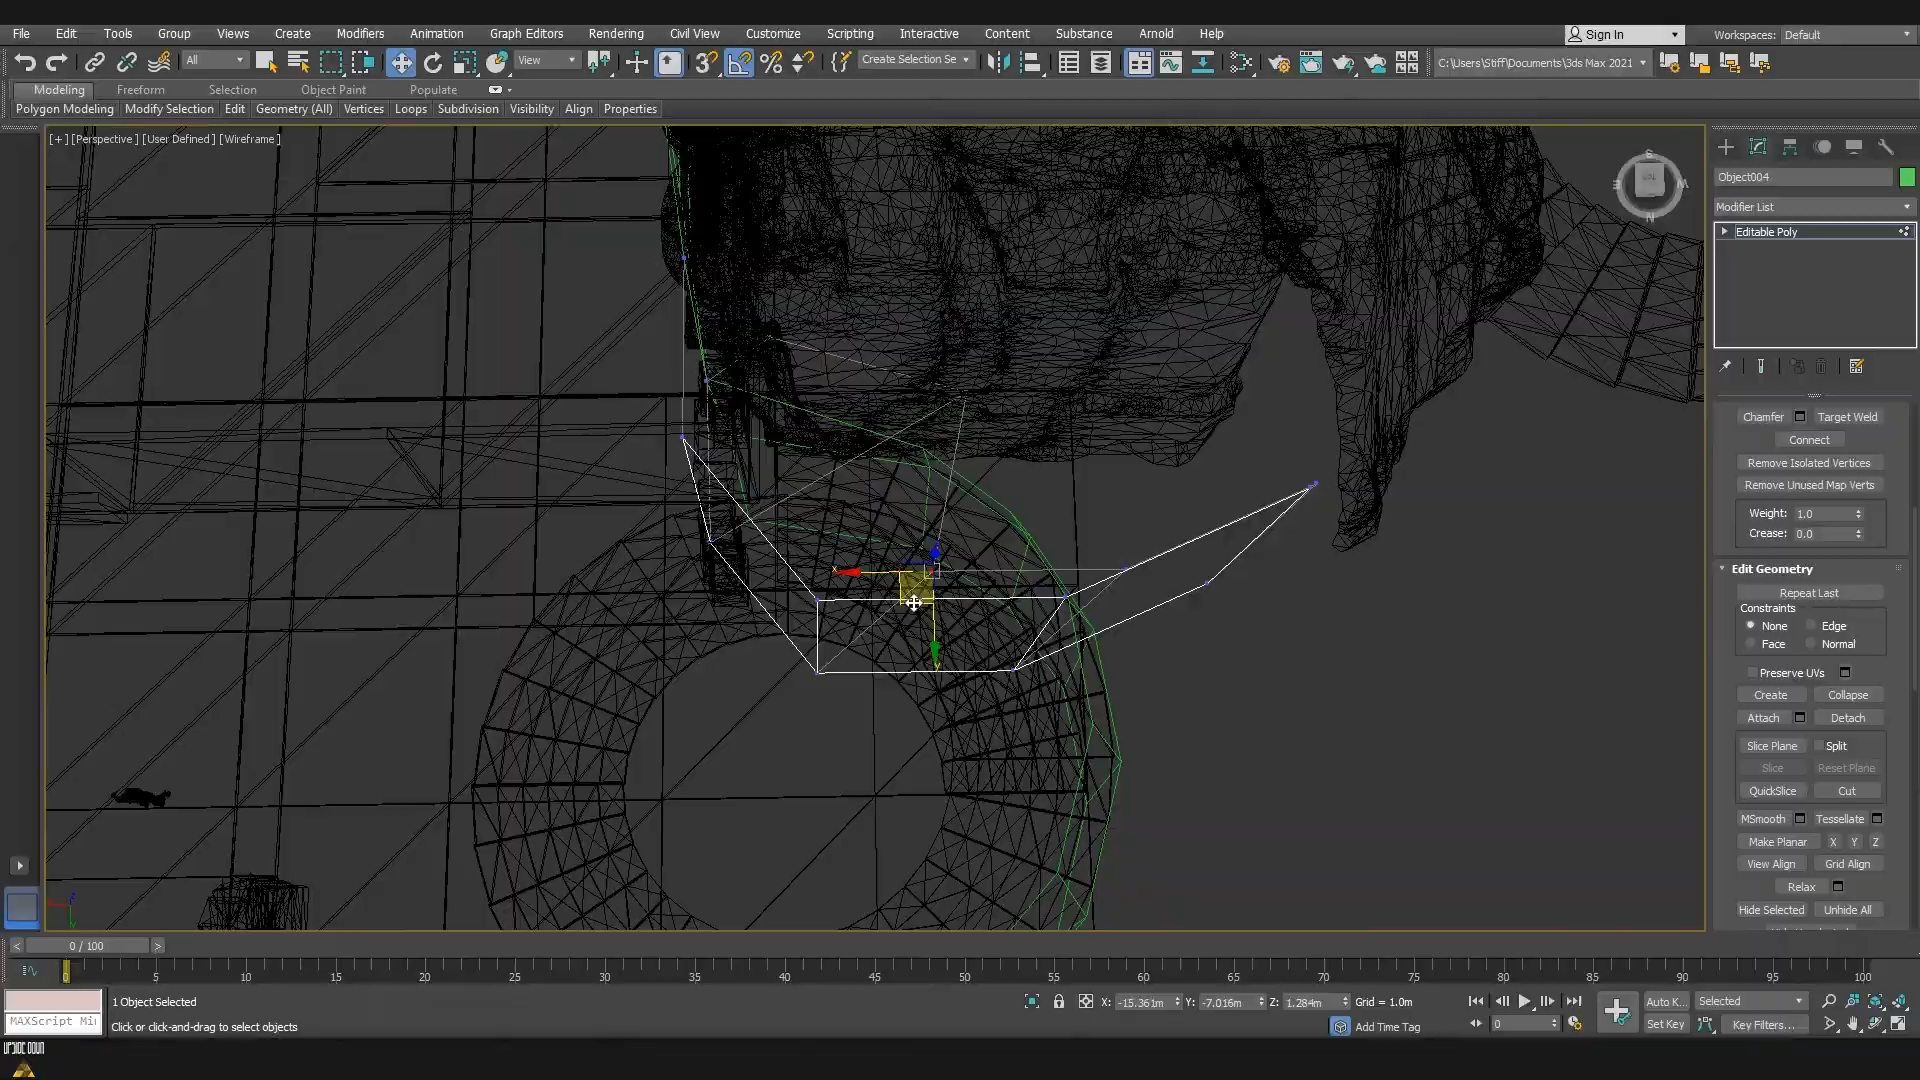 File Edit Tools Group Views Create Modifiers Animation Graph Editors Rendering Civil View Customize Scripting Interactive Content Substance Arnold Help Sign In Workspaces: Default
All View Create Selection Se C:\Users\Stiff\Documents\3ds Max 2021
Modeling Freeform Selection Object Paint Populate
Polygon Modeling Modify Selection Edit Geometry (All) Vertices Loops Subdivision Visibility Align Properties
[+] [Perspective] [User Defined] [Wireframe]
Object004
Modifier List
Editable Poly
Chamfer Target Weld
Connect
Remove Isolated Vertices
Remove Unused Map Verts
Weight: 1.0
Crease: 0.0
Edit Geometry
Repeat Last
Constraints
None Edge
Face Normal
Preserve UVs
Create Collapse
Attach Detach
Slice Plane Split
Slice Reset Plane
QuickSlice Cut
MSmooth Tessellate
Make Planar X Y Z
View Align Grid Align
Relax
Hide Selected Unhide All
0 / 100
0 5 10 15 20 25 30 35 40 45 50 55 60 65 70 75 80 85 90 95 100
1 Object Selected X: -15.361m Y: -7.016m Z: 1.284m Grid = 1.0m Auto K... Selected
MAXScript Mi Click or click-and-drag to select objects Add Time Tag 0 Set Key Key Filters...
UPSIDE DOWN